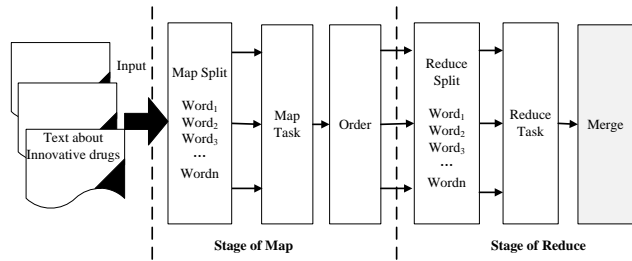 Input
Text about
Innovative drugs
Map Split
Word1
Word2
Word3
...
Wordn
Map
Task
Order
Reduce
Split
Word1
Word2
Word3
...
Wordn
Reduce
Task
Merge
Stage of Map
Stage of Reduce